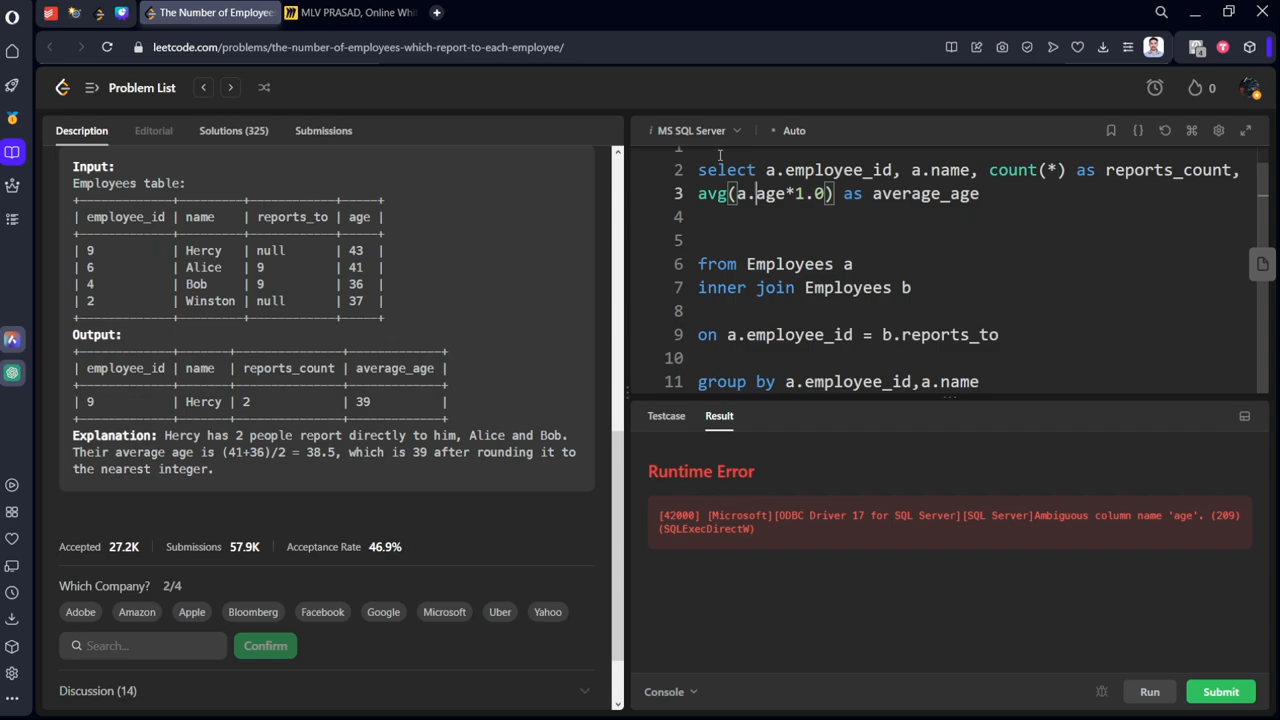 The Number of Employees
MLV PRASAD, Online Whit
leetcode.com/problems/the-number-of-employees-which-report-to-each-employee/
4
Problem List
0
Description
Editorial
Solutions (325)
Submissions
Input:
Employees table:
+-------------+---------+------------+-----+
| employee_id | name    | reports_to | age |
+-------------+---------+------------+-----+
| 9           | Hercy   | null       | 43  |
| 6           | Alice   | 9          | 41  |
| 4           | Bob     | 9          | 36  |
| 2           | Winston | null       | 37  |
+-------------+---------+------------+-----+
Output:
+-------------+-------+---------------+-------------+
| employee_id | name  | reports_count | average_age |
+-------------+-------+---------------+-------------+
| 9           | Hercy | 2             | 39          |
+-------------+-------+---------------+-------------+
Explanation: Hercy has 2 people report directly to him, Alice and Bob.
Their average age is (41+36)/2 = 38.5, which is 39 after rounding it to
the nearest integer.
Accepted 27.2K
Submissions 57.9K
Acceptance Rate 46.9%
Which Company? 2/4
Adobe
Amazon
Apple
Bloomberg
Facebook
Google
Microsoft
Uber
Yahoo
Search...
Confirm
Discussion (14)
i MS SQL Server
• Auto
1
2 select a.employee_id, a.name, count(*) as reports_count,
3 avg(a.age*1.0) as average_age
4
5
6 from Employees a
7 inner join Employees b
8
9 on a.employee_id = b.reports_to
10
11 group by a.employee_id,a.name
Testcase
Result
Runtime Error
[42000] [Microsoft][ODBC Driver 17 for SQL Server][SQL Server]Ambiguous column name 'age'. (209)
(SQLExecDirectW)
Console
Run
Submit